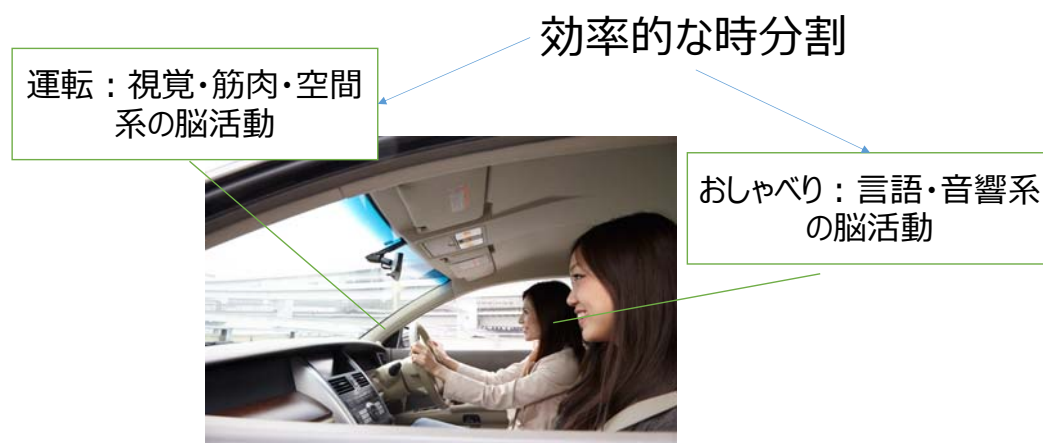 効率的な時分割
運転：視覚・筋肉・空間
系の脳活動
おしゃべり：言語・音響系
の脳活動